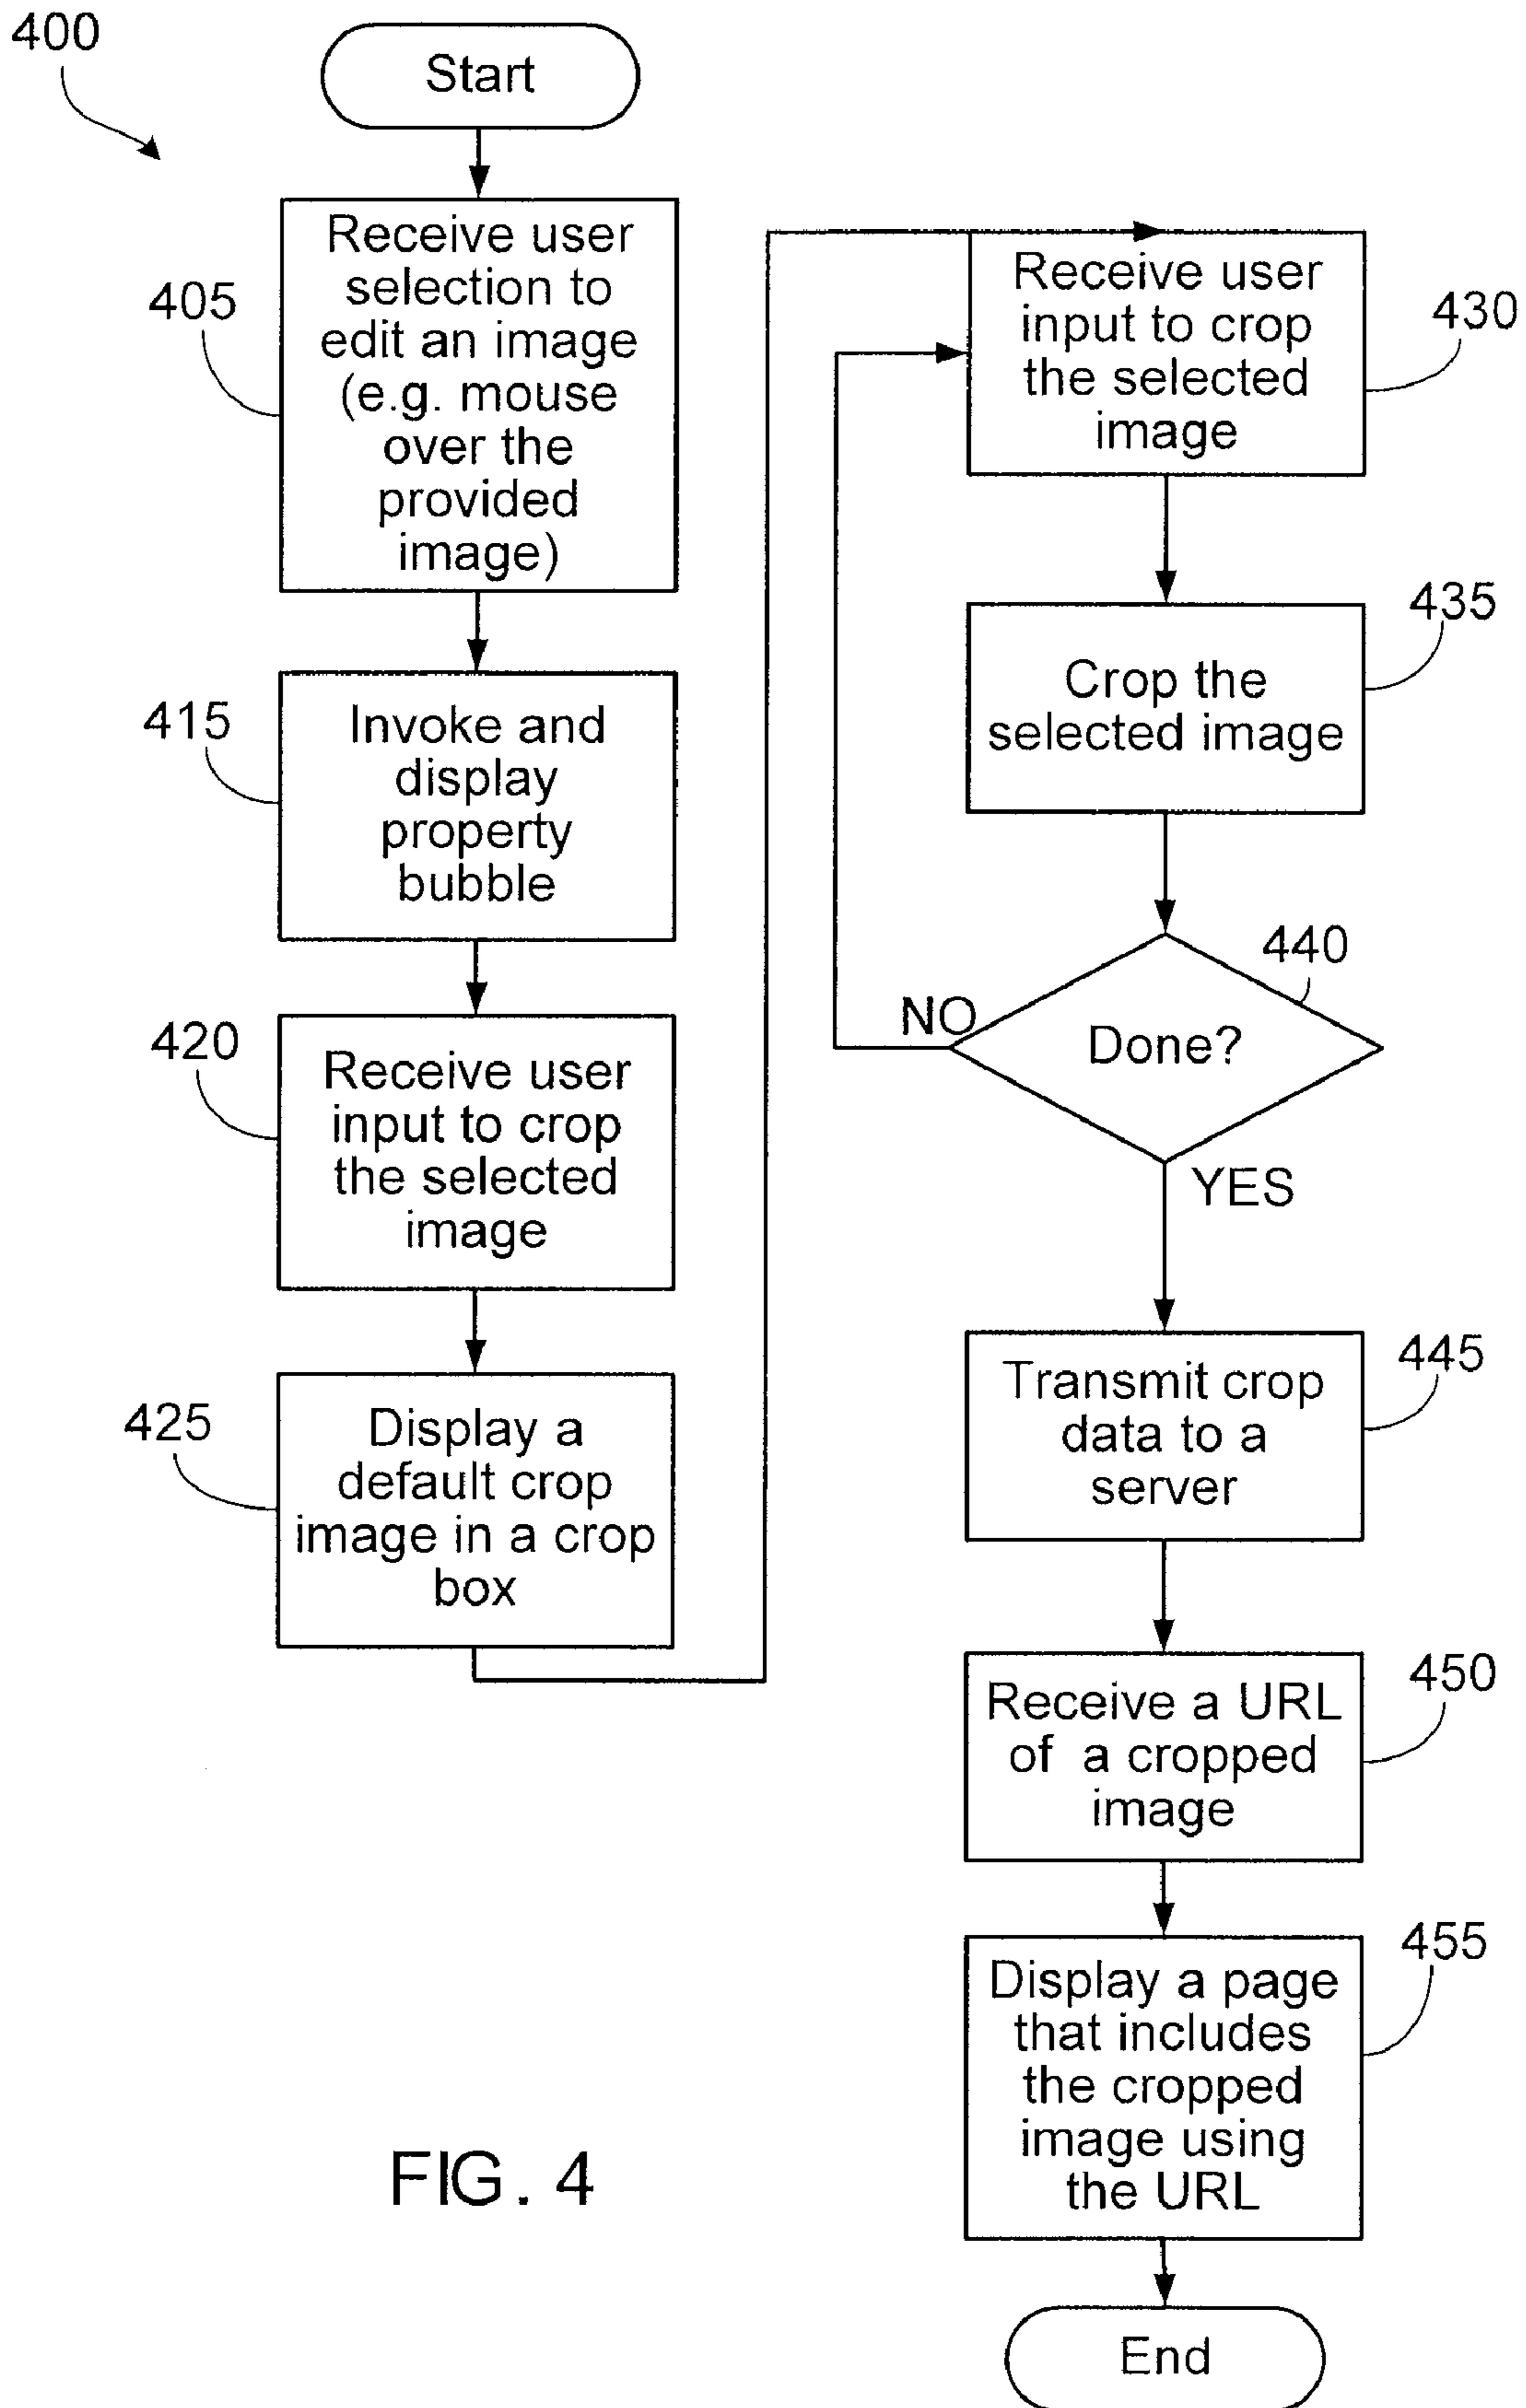 400
Start
405
Receive user
selection to
edit an image
(e.g. mouse
over the
provided
image)
415
Invoke and
display
property
bubble
420
Receive user
input to crop
the selected
image
425
Display a
default crop
image in a crop
box
430
Receive user
input to crop
the selected
image
435
Crop the
selected image
440
Done?
NO
YES
445
Transmit crop
data to a
server
450
Receive a URL
of a cropped
image
455
Display a page
that includes
the cropped
image using
the URL
End
FIG. 4